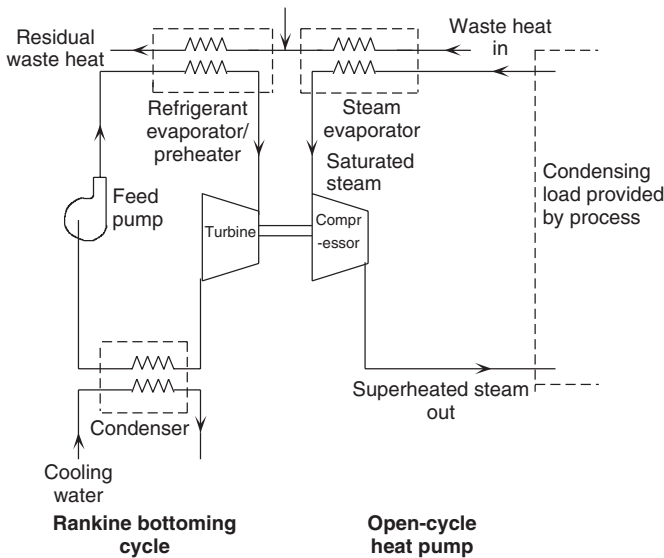 Residual
waste heat
Waste heat
in
Refrigerant
evaporator/
preheater
Steam
evaporator
Saturated
steam
Condensing
load provided
by process
Feed
pump
Turbine
Compr
-essor
Superheated steam
out
Condenser
Cooling
water
Rankine bottoming
cycle
Open-cycle
heat pump